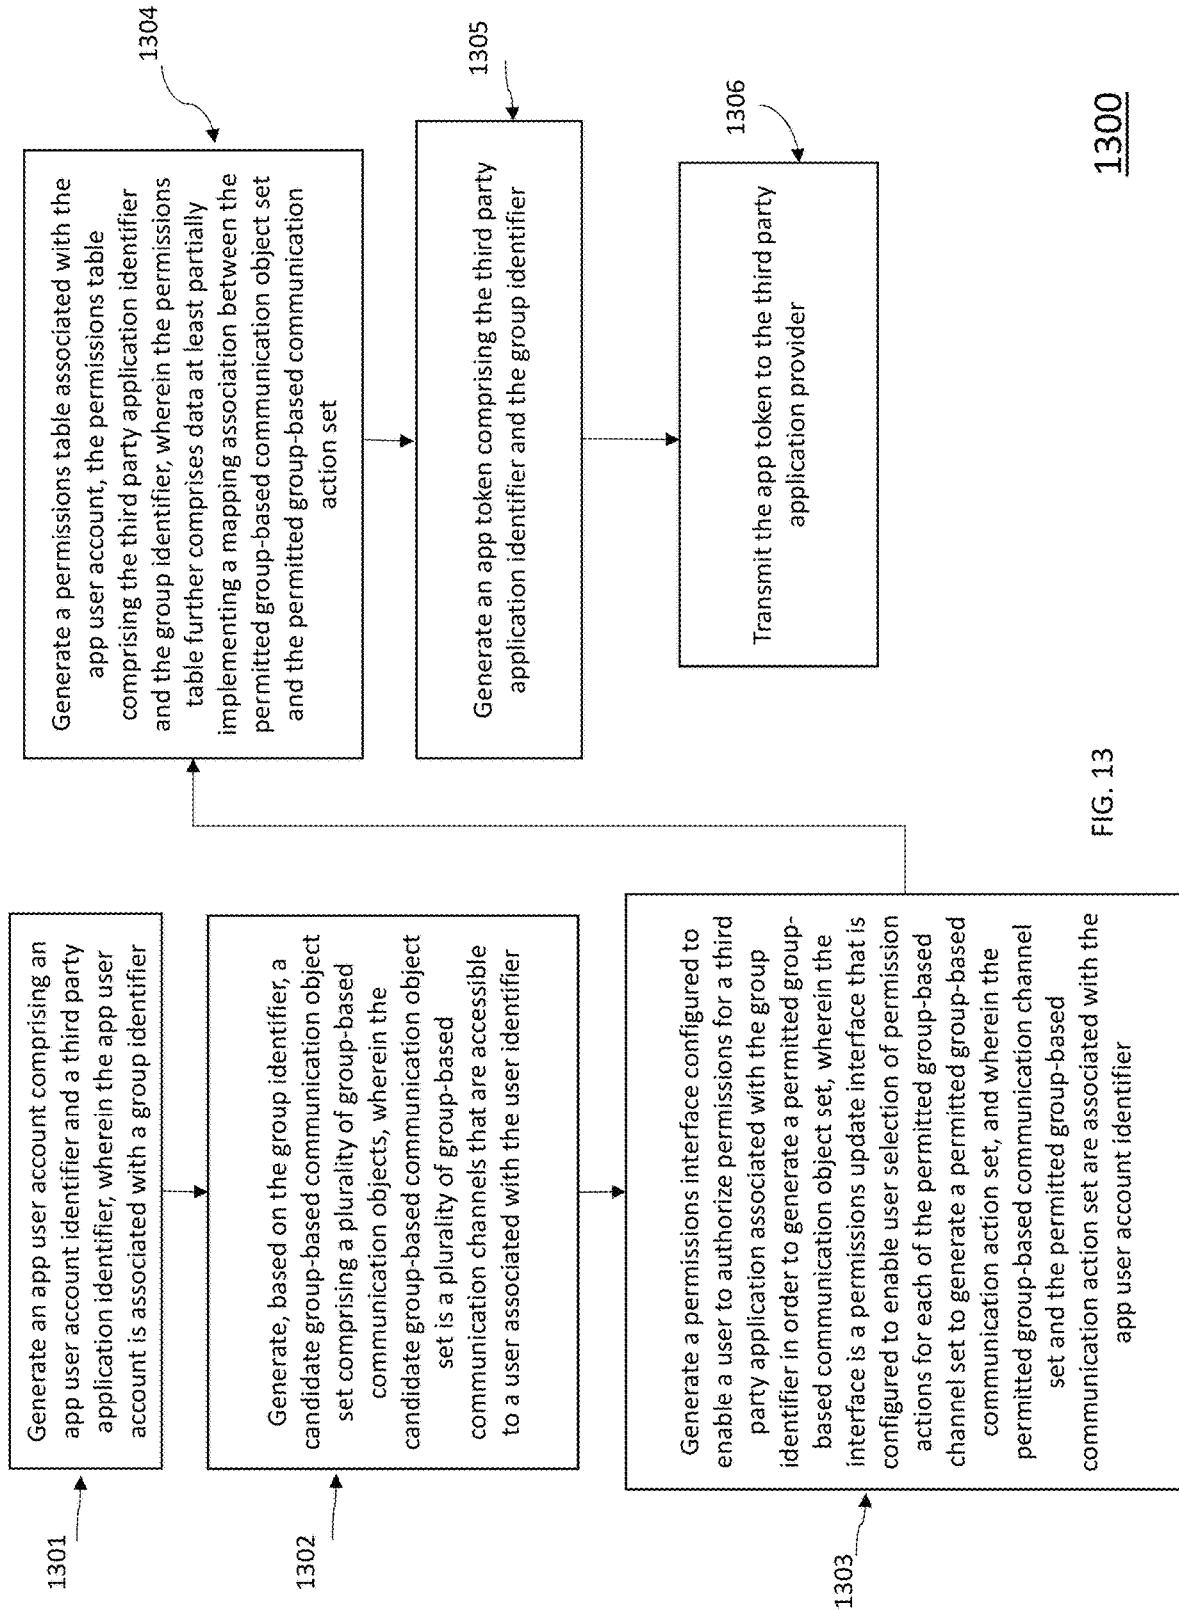 1301
Generate an app user account comprising an
app user account identifier and a third party
application identifier, wherein the app user
account is associated with a group identifier
1302
Generate, based on the group identifier, a
candidate group-based communication object
set comprising a plurality of group-based
communication objects, wherein the
candidate group-based communication object
set is a plurality of group-based
communication channels that are accessible
to a user associated with the user identifier
1303
Generate a permissions interface configured to
enable a user to authorize permissions for a third
party application associated with the group
identifier in order to generate a permitted group-
based communication object set, wherein the
interface is a permissions update interface that is
configured to enable user selection of permission
actions for each of the permitted group-based
channel set to generate a permitted group-based
communication action set, and wherein the
permitted group-based communication channel
set and the permitted group-based
communication action set are associated with the
app user account identifier
1304
Generate a permissions table associated with the
app user account, the permissions table
comprising the third party application identifier
and the group identifier, wherein the permissions
table further comprises data at least partially
implementing a mapping association between the
permitted group-based communication object set
and the permitted group-based communication
action set
1305
Generate an app token comprising the third party
application identifier and the group identifier
1306
Transmit the app token to the third party
application provider
FIG. 13
1300